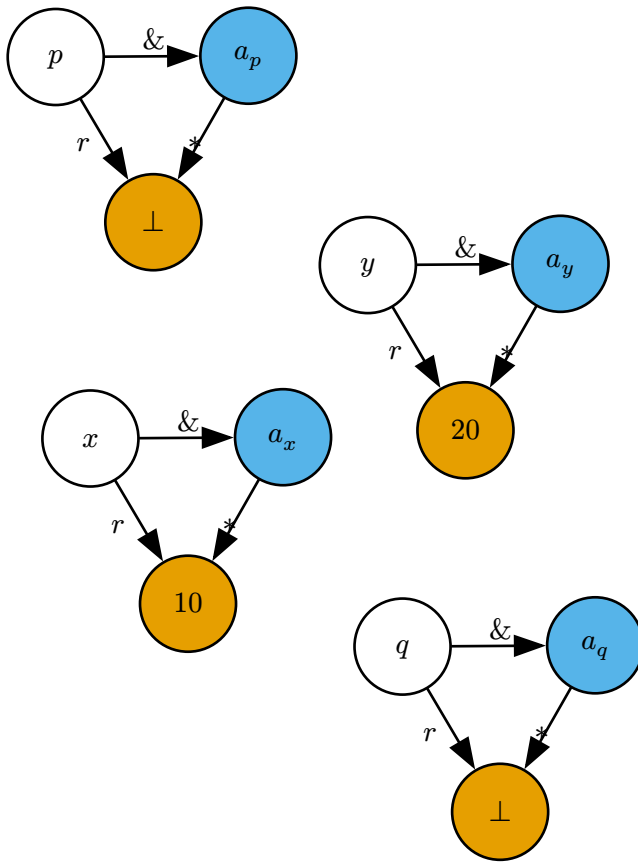 p & a_p
r *
⊥
y & a_y
r *
20
x & a_x
r *
10
q & a_q
r *
⊥